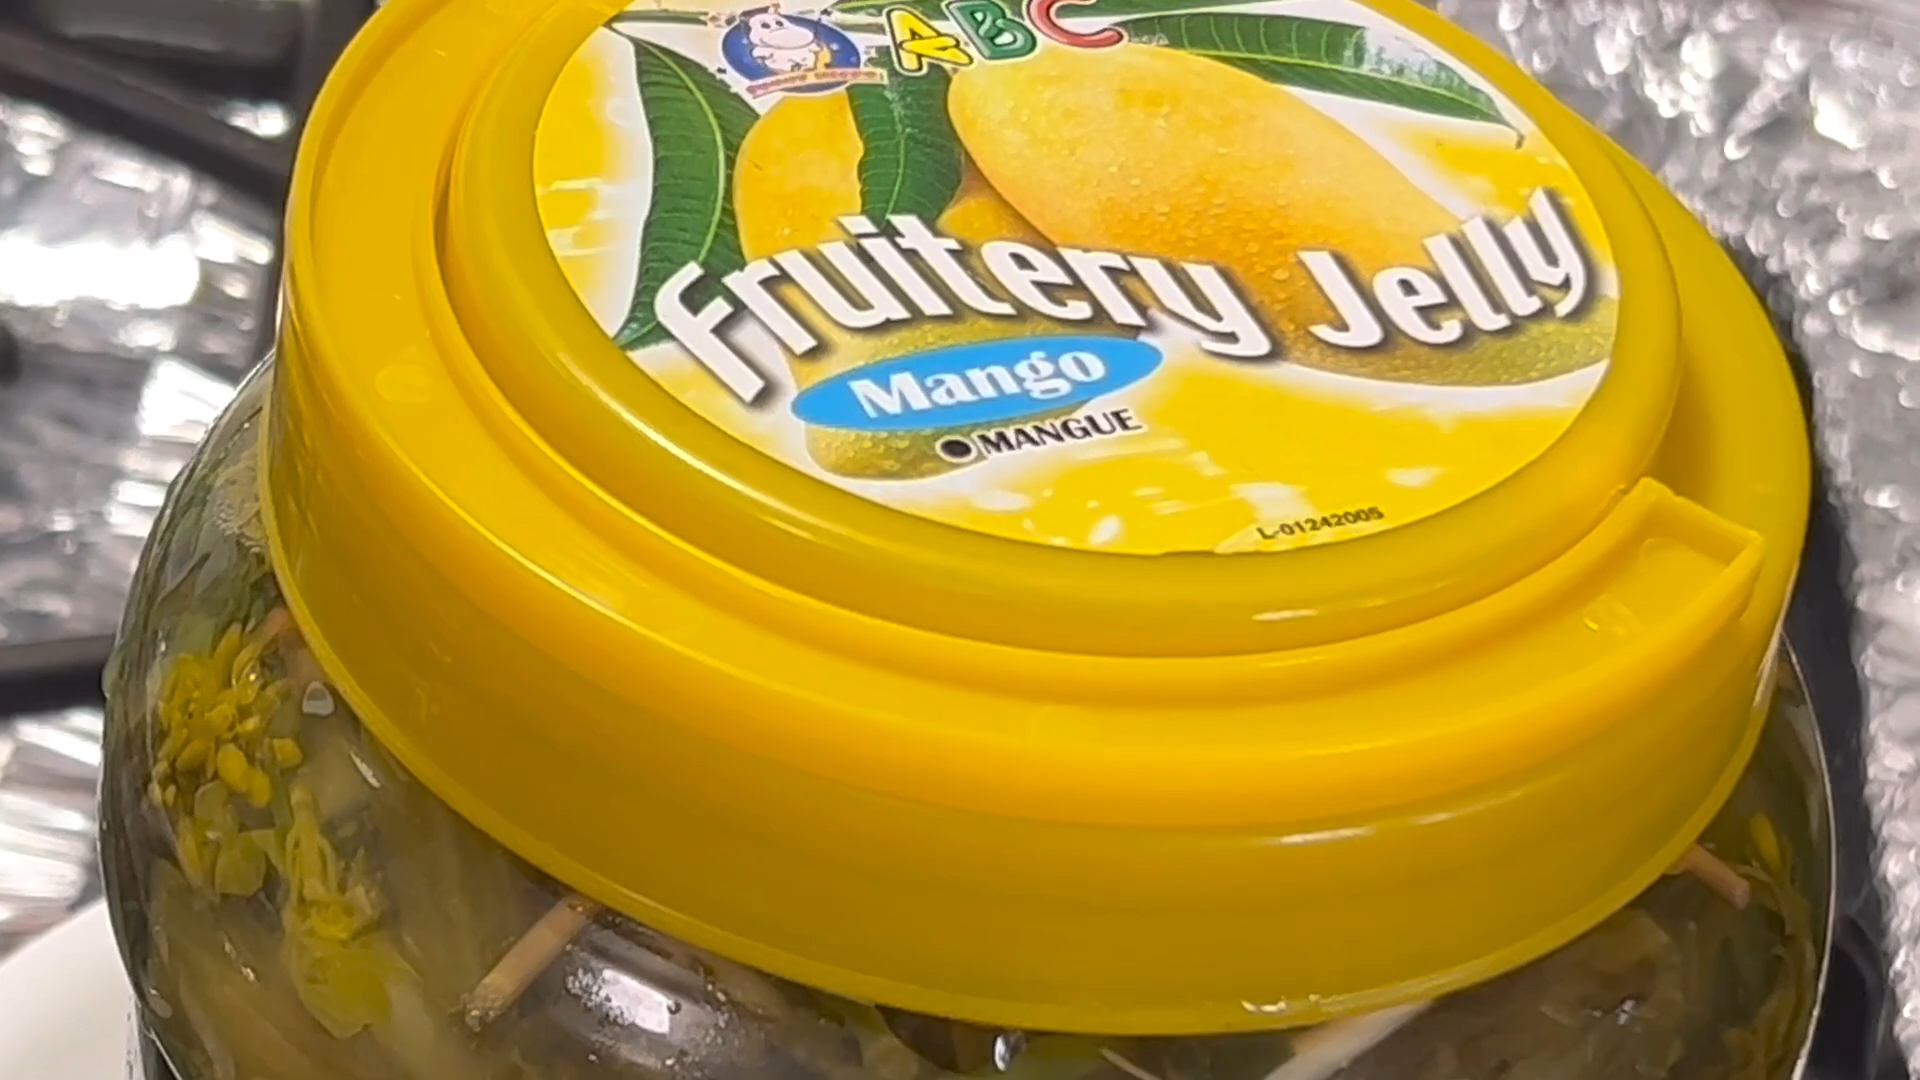 ABC
Fruitery Jelly
Mango
● MANGUE
L-01242005